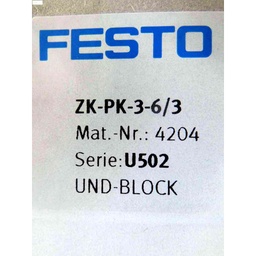 FESTO
ZK-PK-3-6/3
Mat.-Nr.: 4204
Serie: U502
UND-BLOCK